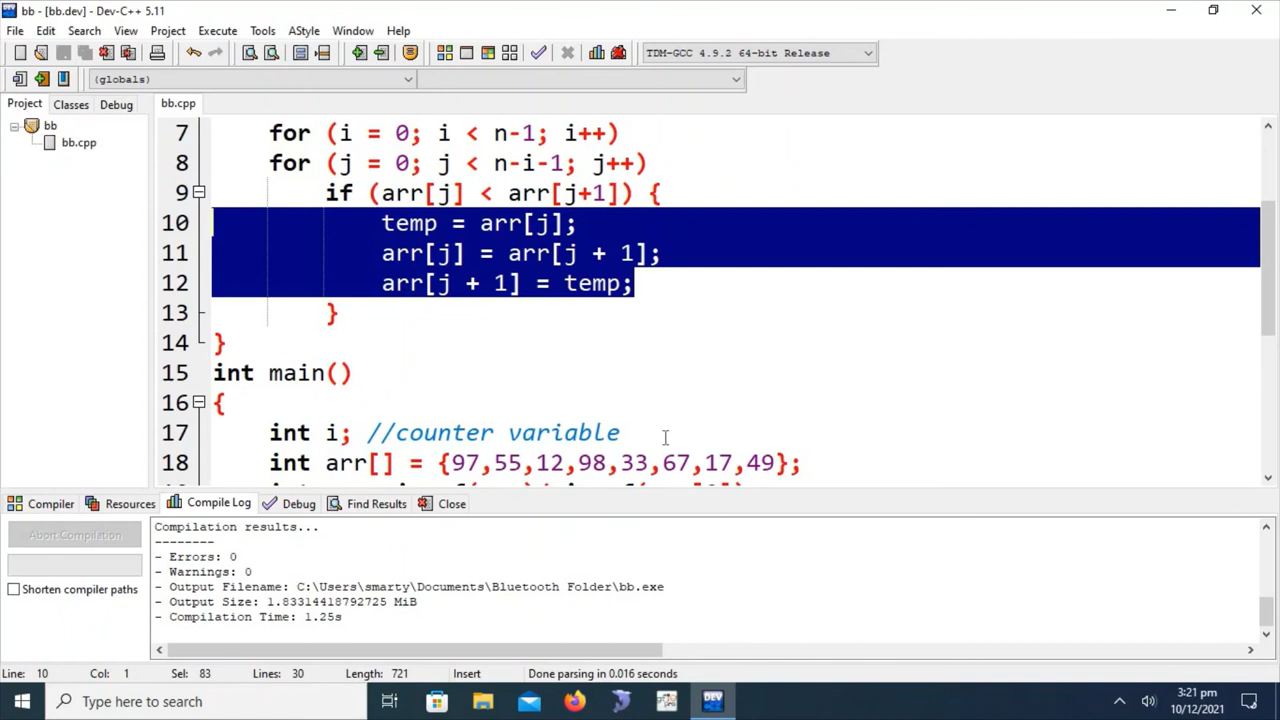 bb - [bb.dev] - Dev-C++ 5.11
File Edit Search View Project Execute Tools AStyle Window Help
TDM-GCC 4.9.2 64-bit Release
(globals)
Project Classes Debug
bb.cpp
bb
bb.cpp
7 for (i = 0; i < n-1; i++)
8 for (j = 0; j < n-i-1; j++)
9 if (arr[j] < arr[j+1]) {
10 temp = arr[j];
11 arr[j] = arr[j + 1];
12 arr[j + 1] = temp;
13 }
14 }
15 int main()
16 {
17 int i; //counter variable
18 int arr[] = {97,55,12,98,33,67,17,49};
Compiler Resources Compile Log Debug Find Results Close
Abort Compilation
Shorten compiler paths
Compilation results...
--------
- Errors: 0
- Warnings: 0
- Output Filename: C:\Users\smarty\Documents\Bluetooth Folder\bb.exe
- Output Size: 1.83314418792725 MiB
- Compilation Time: 1.25s
Line: 10 Col: 1 Sel: 83 Lines: 30 Length: 721 Insert Done parsing in 0.016 seconds
Type here to search
DEV
3:21 pm
10/12/2021